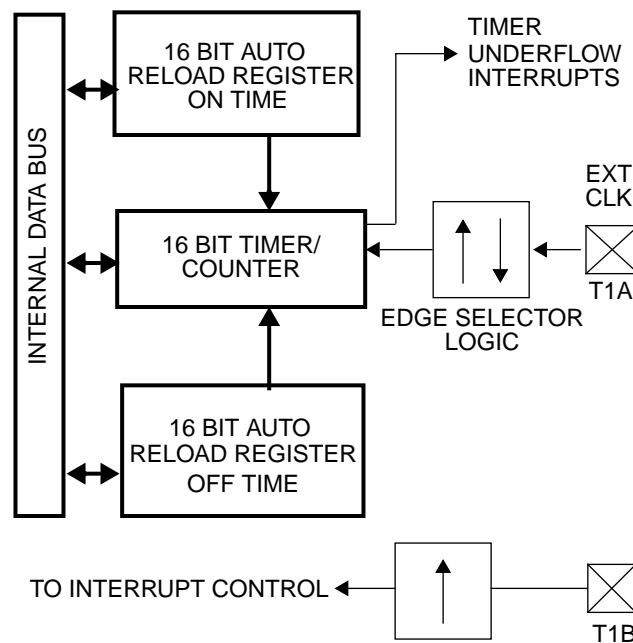 16 BIT AUTO
RELOAD REGISTER
ON TIME
TIMER
UNDERFLOW
INTERRUPTS
INTERNAL DATA BUS
16 BIT TIMER/
COUNTER
EXT
CLK
T1A
EDGE SELECTOR
LOGIC
16 BIT AUTO
RELOAD REGISTER
OFF TIME
TO INTERRUPT CONTROL
T1B